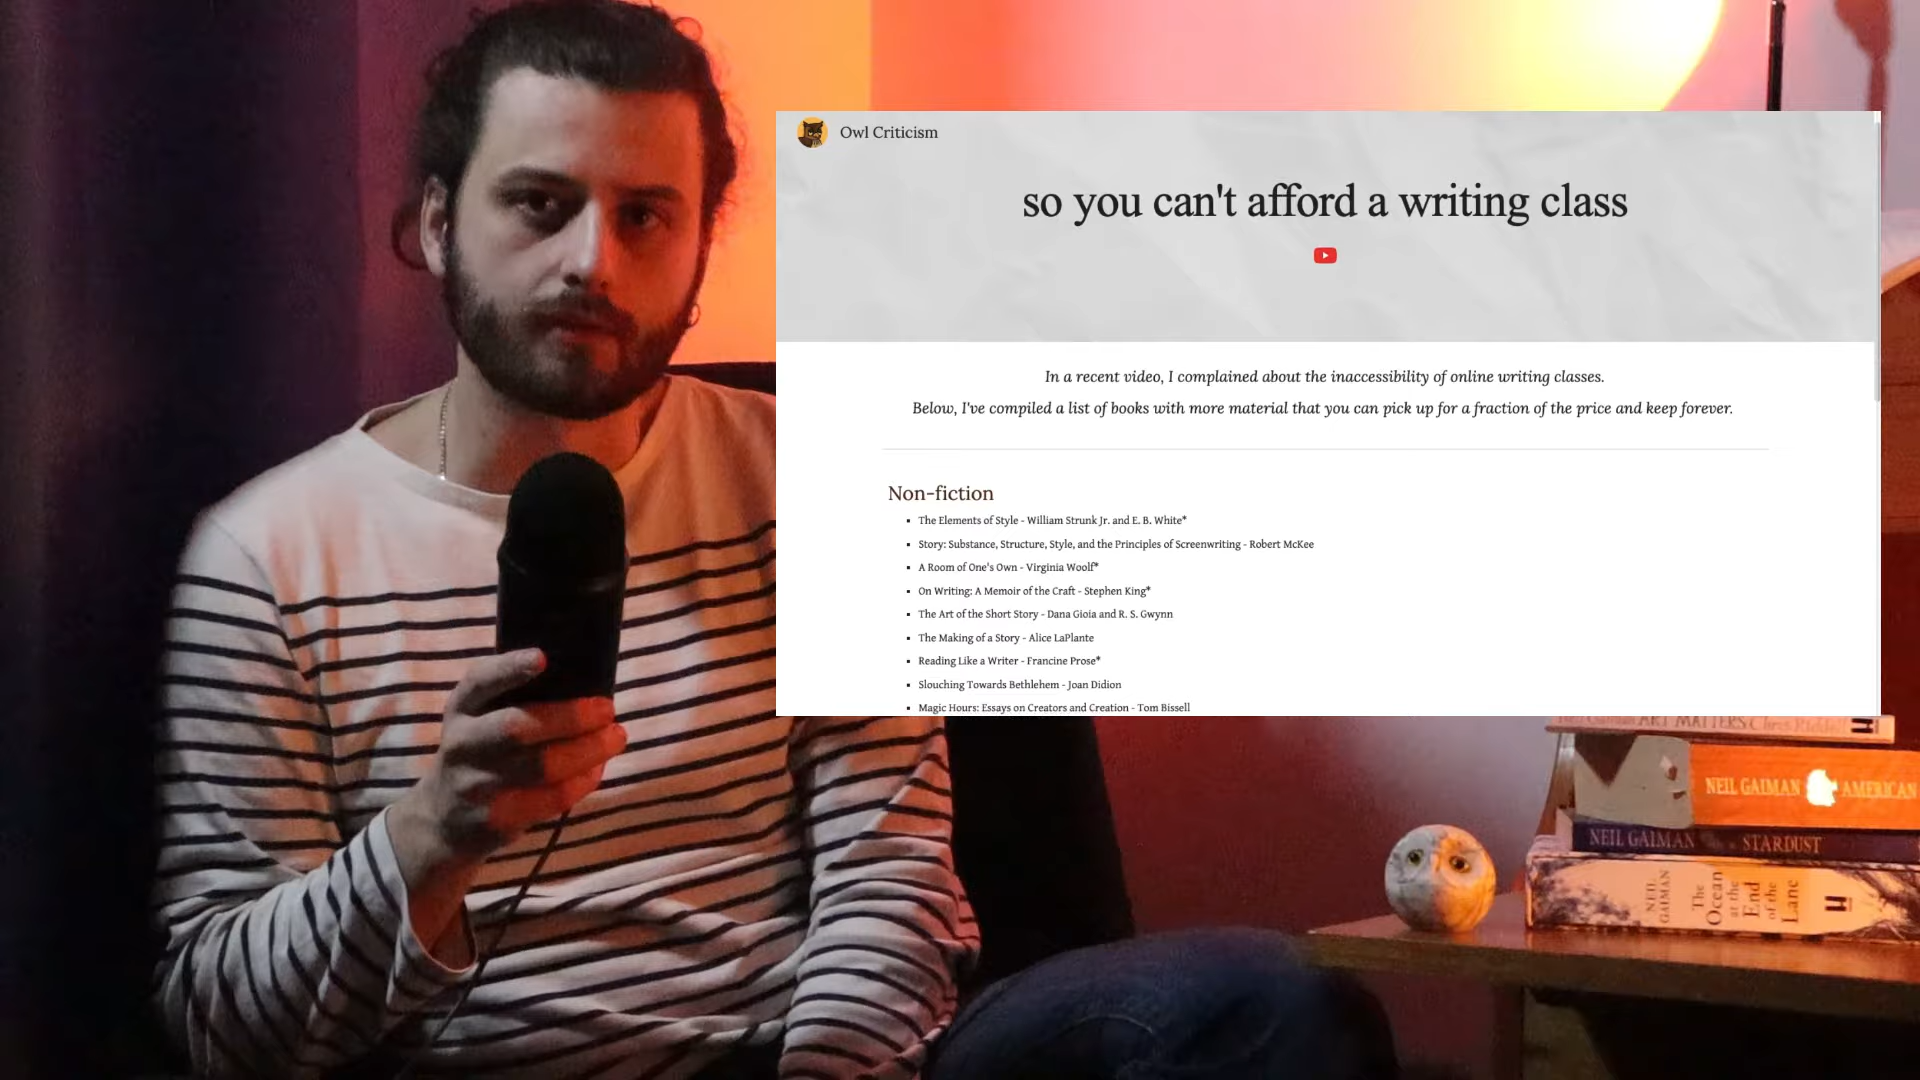 Owl Criticism
so you can't afford a writing class
In a recent video, I complained about the inaccessibility of online writing classes.
Below, I've compiled a list of books with more material that you can pick up for a fraction of the price and keep forever.
Non-fiction
The Elements of Style - William Strunk Jr. and E. B. White*
Story: Substance, Structure, Style, and the Principles of Screenwriting - Robert McKee
A Room of One's Own - Virginia Woolf*
On Writing: A Memoir of the Craft - Stephen King*
The Art of the Short Story - Dana Gioia and R. S. Gwynn
The Making of a Story - Alice LaPlante
Reading Like a Writer - Francine Prose*
Slouching Towards Bethlehem - Joan Didion
Magic Hours: Essays on Creators and Creation - Tom Bissell
ART MATTERS
NEIL GAIMAN AMERICAN
NEIL GAIMAN STARDUST
NEIL
GAIMAN
The
Ocean
at the
End
of the
Lane